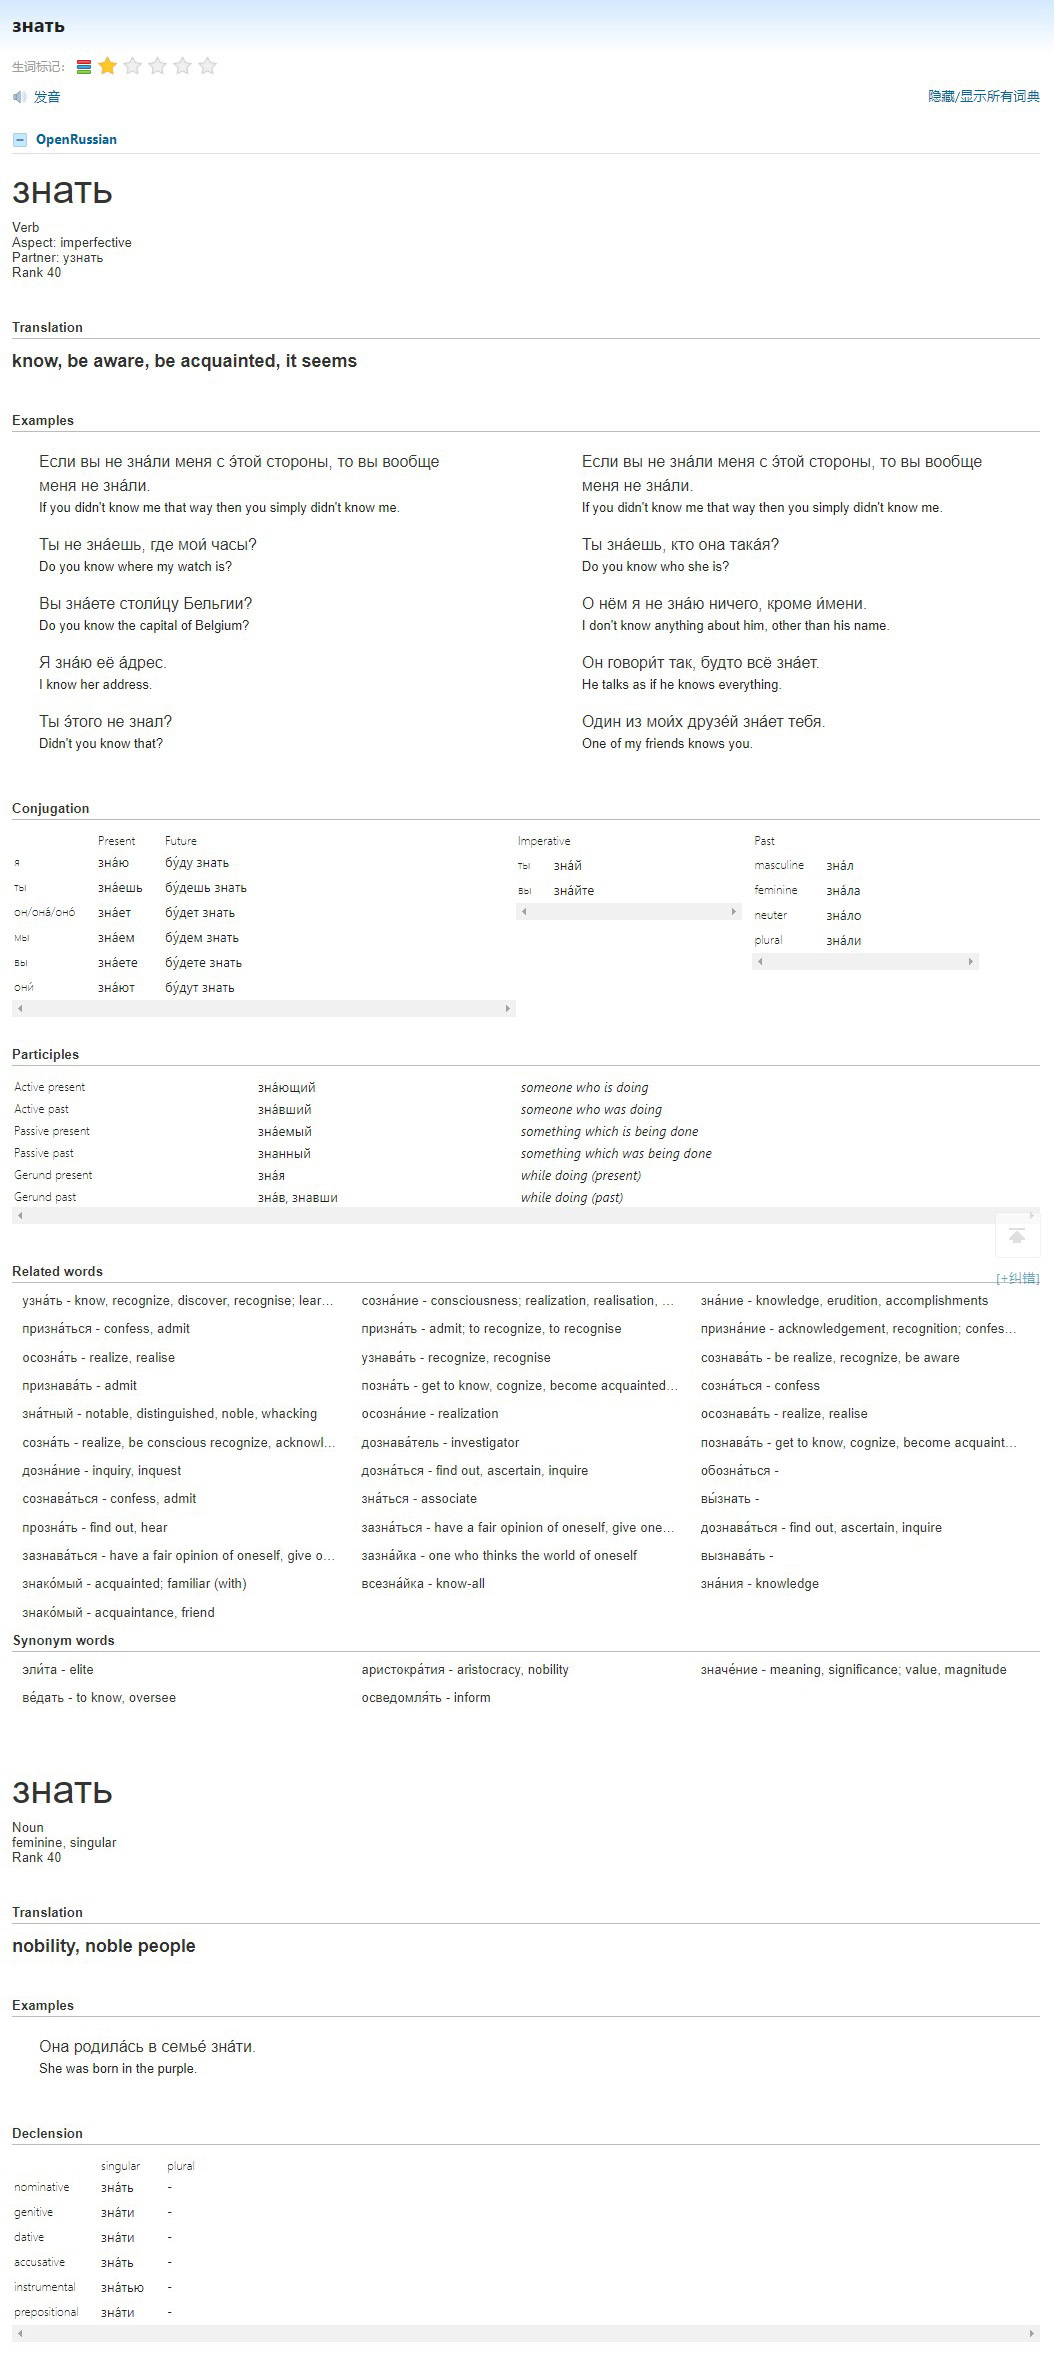 знать
生词标记:
发音
隐藏/显示所有词典
OpenRussian
знать
Verb
Aspect: imperfective
Partner: узнать
Rank 40
Translation
know, be aware, be acquainted, it seems
Examples
Если вы не зна́ли меня с э́той стороны, то вы вообще
меня не зна́ли.
If you didn't know me that way then you simply didn't know me.
Если вы не зна́ли меня с э́той стороны, то вы вообще
меня не зна́ли.
If you didn't know me that way then you simply didn't know me.
Ты не зна́ешь, где мои́ часы?
Do you know where my watch is?
Ты зна́ешь, кто она така́я?
Do you know who she is?
Вы зна́ете столи́цу Бельгии?
Do you know the capital of Belgium?
О нём я не зна́ю ничего, кроме и́мени.
I don't know anything about him, other than his name.
Я зна́ю её а́дрес.
I know her address.
Он говори́т так, будто всё зна́ет.
He talks as if he knows everything.
Ты э́того не знал?
Didn't you know that?
Один из мои́х друзе́й зна́ет тебя.
One of my friends knows you.
Conjugation
Present Future
я зна́ю бу́ду знать
ты зна́ешь бу́дешь знать
он/она́/оно́ зна́ет бу́дет знать
мы зна́ем бу́дем знать
вы зна́ете бу́дете знать
они́ зна́ют бу́дут знать
Imperative
ты зна́й
вы зна́йте
Past
masculine зна́л
feminine зна́ла
neuter зна́ло
plural зна́ли
Participles
Active present зна́ющий someone who is doing
Active past зна́вший someone who was doing
Passive present зна́емый something which is being done
Passive past знанный something which was being done
Gerund present зна́я while doing (present)
Gerund past зна́в, знавши while doing (past)
Related words
[+纠错]
узна́ть - know, recognize, discover, recognise; lear... созна́ние - consciousness; realization, realisation, ... зна́ние - knowledge, erudition, accomplishments
призна́ться - confess, admit призна́ть - admit; to recognize, to recognise призна́ние - acknowledgement, recognition; confes...
осозна́ть - realize, realise узнава́ть - recognize, recognise сознава́ть - be realize, recognize, be aware
признава́ть - admit позна́ть - get to know, cognize, become acquainted... созна́ться - confess
зна́тный - notable, distinguished, noble, whacking осозна́ние - realization осознава́ть - realize, realise
созна́ть - realize, be conscious recognize, acknowl... дознава́тель - investigator познава́ть - get to know, cognize, become acquaint...
дозна́ние - inquiry, inquest дозна́ться - find out, ascertain, inquire обозна́ться -
сознава́ться - confess, admit зна́ться - associate вы́знать -
прозна́ть - find out, hear зазна́ться - have a fair opinion of oneself, give one... дознава́ться - find out, ascertain, inquire
зазнава́ться - have a fair opinion of oneself, give o... зазна́йка - one who thinks the world of oneself вызнава́ть -
знако́мый - acquainted; familiar (with) всезна́йка - know-all зна́ния - knowledge
знако́мый - acquaintance, friend
Synonym words
эли́та - elite аристокра́тия - aristocracy, nobility значе́ние - meaning, significance; value, magnitude
ве́дать - to know, oversee осведомля́ть - inform
знать
Noun
feminine, singular
Rank 40
Translation
nobility, noble people
Examples
Она родила́сь в семье́ зна́ти.
She was born in the purple.
Declension
singular plural
nominative зна́ть -
genitive зна́ти -
dative зна́ти -
accusative зна́ть -
instrumental зна́тью -
prepositional зна́ти -